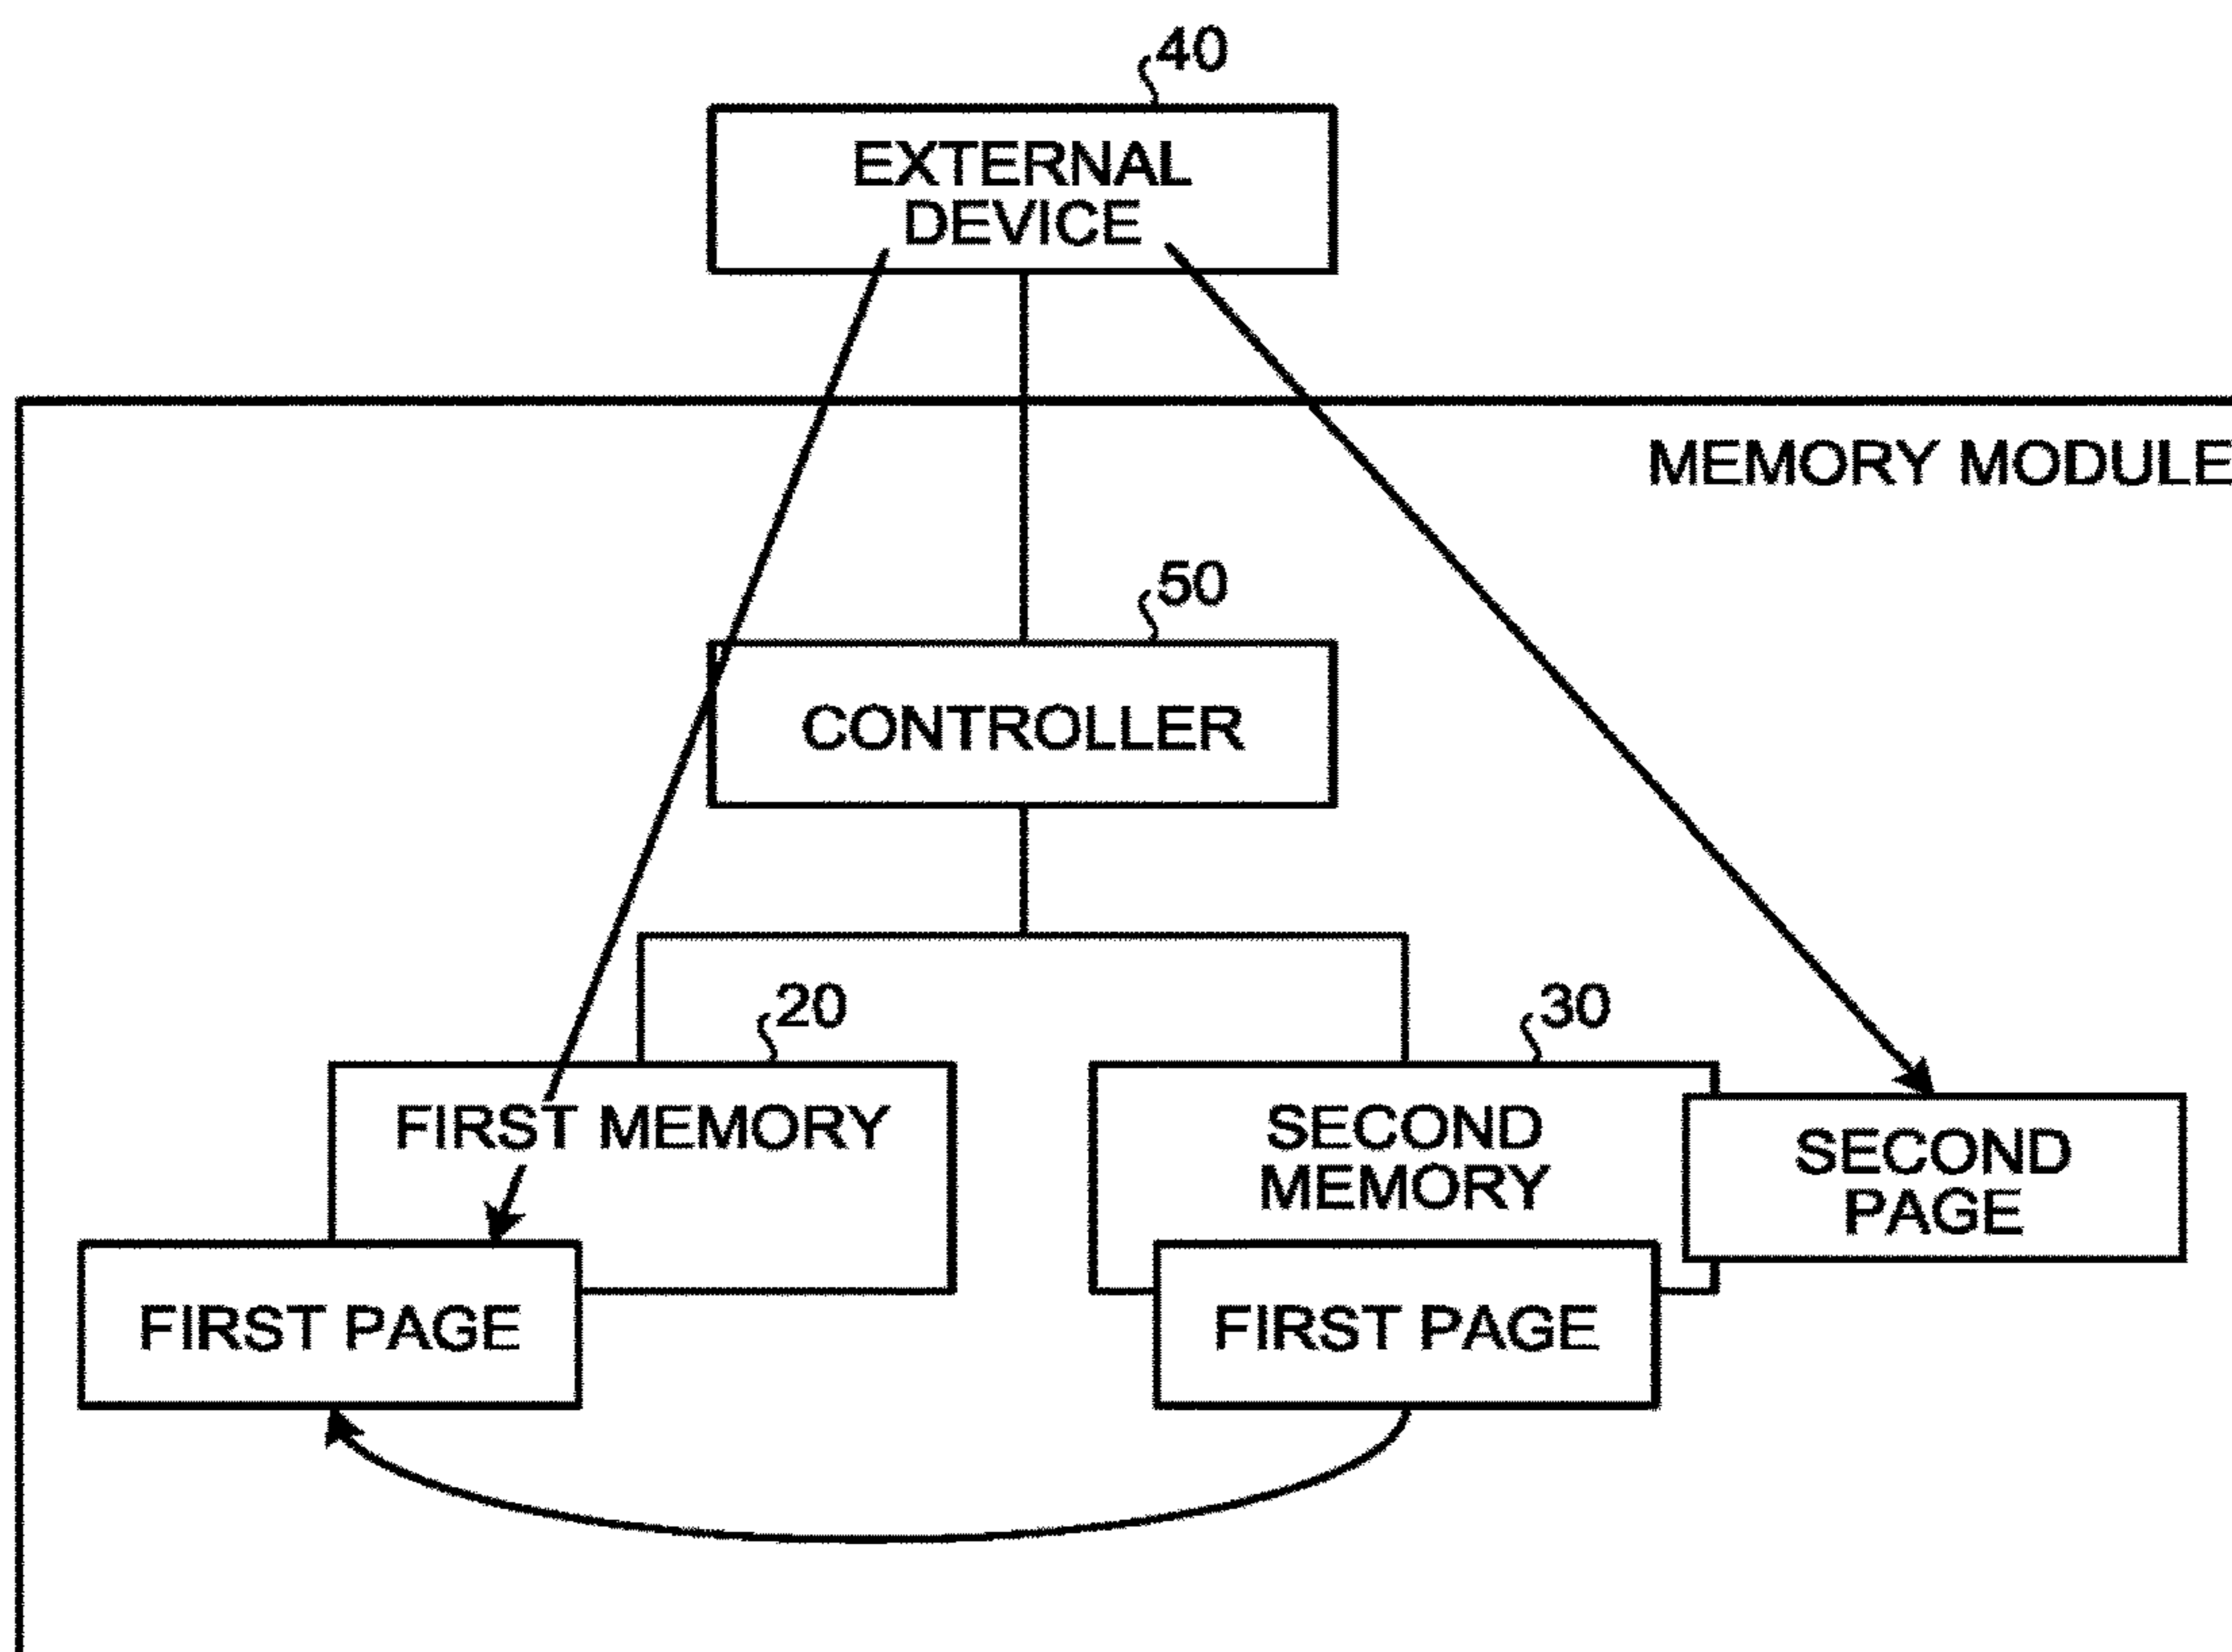 40
EXTERNAL
DEVICE
MEMORY MODULE
50
CONTROLLER
20
30
FIRST MEMORY
SECOND
MEMORY
SECOND
PAGE
FIRST PAGE
FIRST PAGE